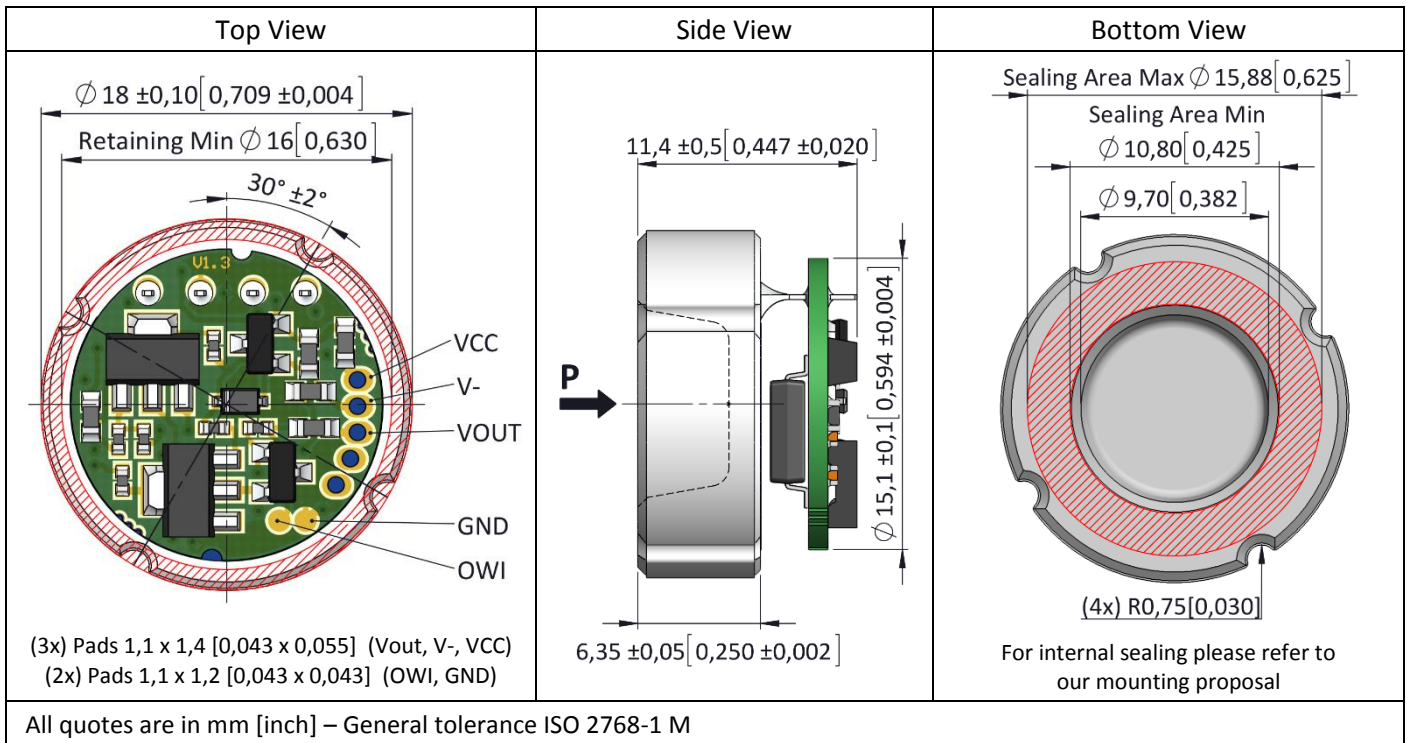 Top View
Side View
Bottom View
∅ 18 ±0,10[0,709 ±0,004]
Retaining Min ∅ 16[0,630]
30° ±2°
V1.3
VCC
V-
VOUT
GND
OWI
(3x) Pads 1,1 x 1,4 [0,043 x 0,055] (Vout, V-, VCC)
(2x) Pads 1,1 x 1,2 [0,043 x 0,043] (OWI, GND)
11,4 ±0,5[0,447 ±0,020]
P
∅ 15,1 ±0,1[0,594 ±0,004]
6,35 ±0,05[0,250 ±0,002]
Sealing Area Max ∅ 15,88[0,625]
Sealing Area Min
∅ 10,80[0,425]
∅ 9,70[0,382]
(4x) R0,75[0,030]
For internal sealing please refer to
our mounting proposal
All quotes are in mm [inch] – General tolerance ISO 2768-1 M